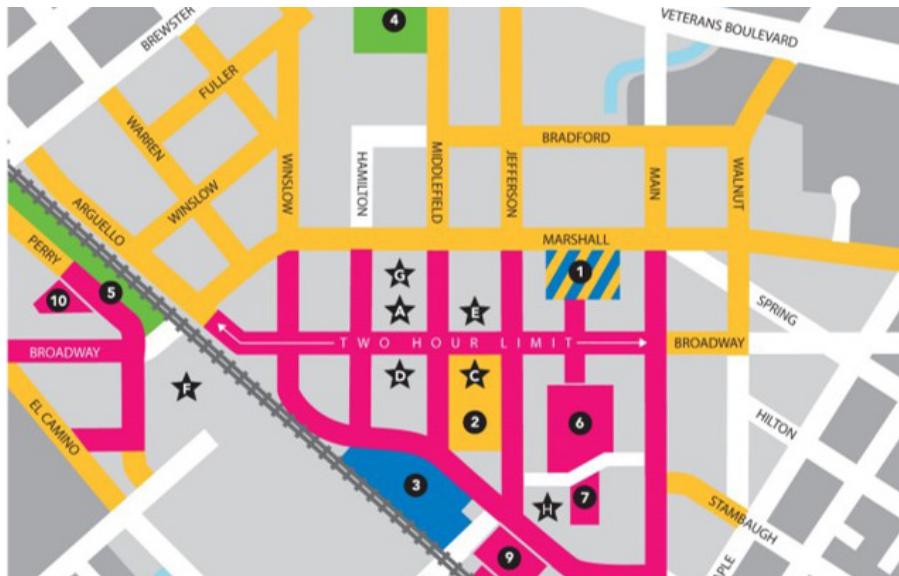 4
VETERANS BOULEVARD
BREWSTER
FULLER
WARREN
BRADFORD
WINSLOW
HAMILTON
MIDDLEFIELD
JEFFERSON
MAIN
WALNUT
WINSLOW
ARGUELLO
MARSHALL
PERRY
G
1
5
10
A
E
SPRING
BROADWAY
TWO HOUR LIMIT
BROADWAY
F
D
C
EL CAMINO
2
6
HILTON
3
7
H
STAMBAUGH
9